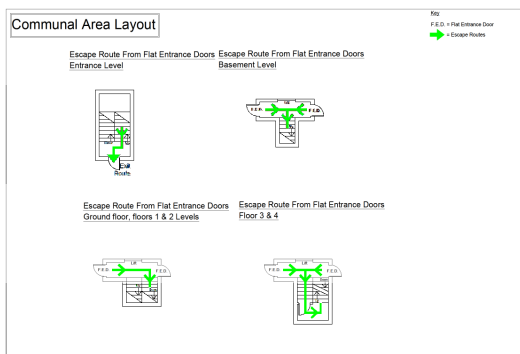 Communal Area Layout
Key
F.E.D. = Flat Entrance Door
= Escape Routes
Escape Route From Flat Entrance Doors
Entrance Level
Exit
Route
Escape Route From Flat Entrance Doors
Basement Level
Lift
F.E.D.
F.E.D.
Escape Route From Flat Entrance Doors
Ground floor, floors 1 & 2 Levels
Lift
F.E.D.
F.E.D.
Escape Route From Flat Entrance Doors
Floor 3 & 4
Lift
F.E.D.
F.E.D.